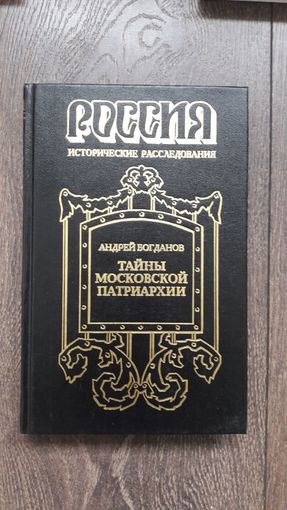 РОССИЯ
ИСТОРИЧЕСКИЕ РАССЛЕДОВАНИЯ
АНДРЕЙ БОГДАНОВ
ТАЙНЫ
МОСКОВСКОЙ
ПАТРИАРХИИ